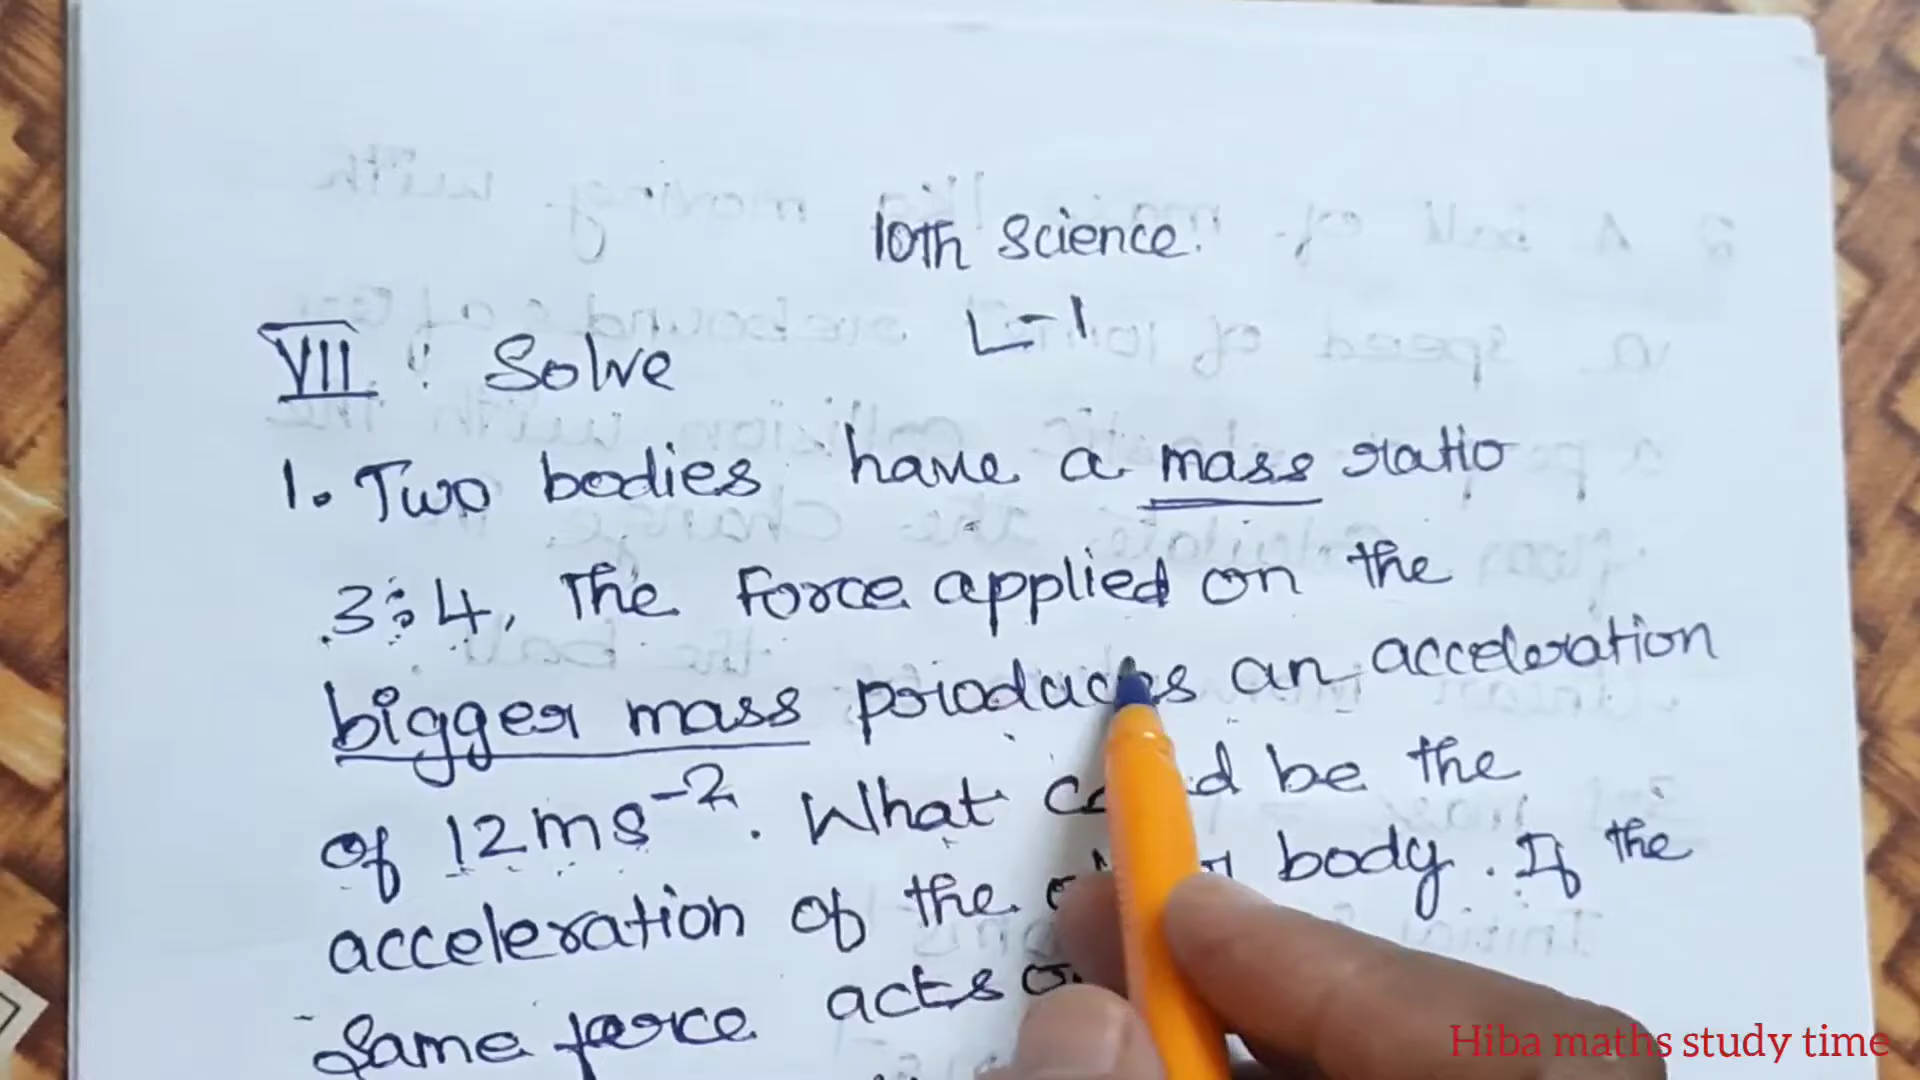 10th Science.
L-1
VII : Solve
1. Two bodies have a mass ratio
3:4, The force applied on the
bigger mass produces an acceleration
of 12ms⁻². What be the
acceleration of the body. If the
Same force acts
Hiba maths study time